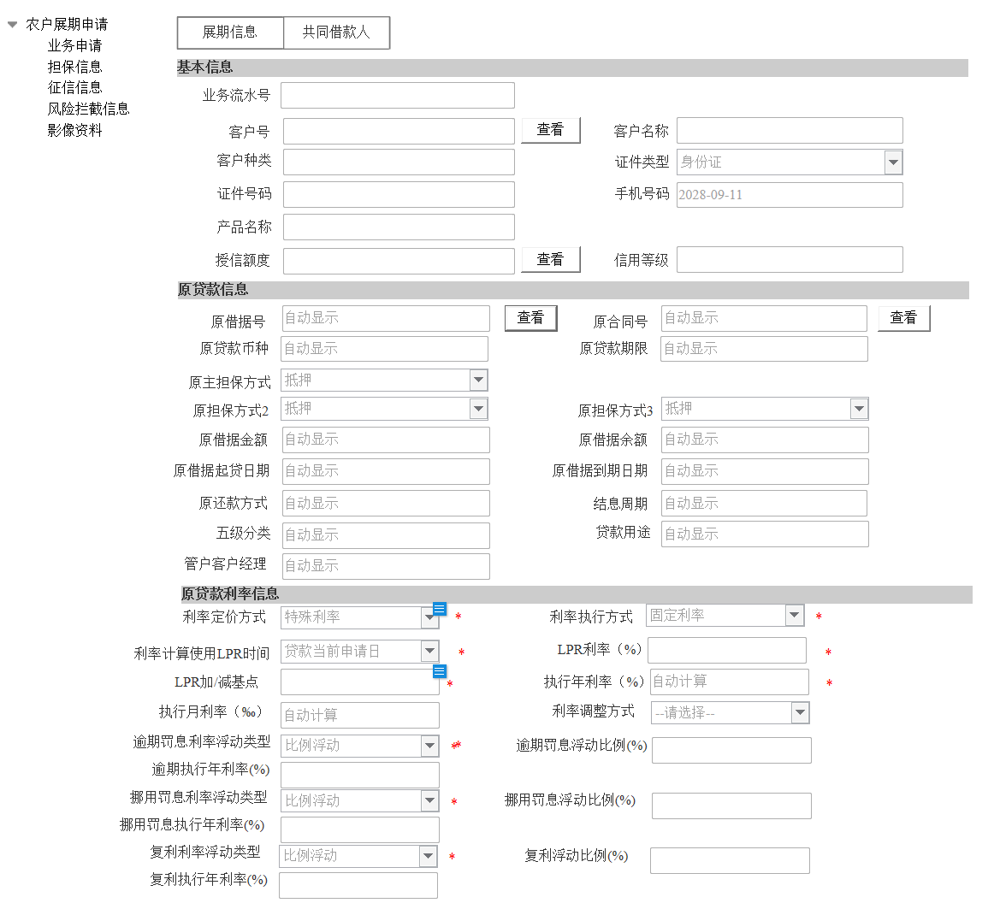 农户展期申请
业务申请
担保信息
征信信息
风险拦截信息
影像资料
展期信息 共同借款人
基本信息
业务流水号
客户号 查看 客户名称
客户种类 证件类型 身份证
证件号码 手机号码 2028-09-11
产品名称
授信额度 查看 信用等级
原贷款信息
原借据号 自动显示 查看 原合同号 自动显示 查看
原贷款币种 自动显示 原贷款期限 自动显示
原主担保方式 抵押
原担保方式2 抵押 原担保方式3 抵押
原借据金额 自动显示 原借据余额 自动显示
原借据起贷日期 自动显示 原借据到期日期 自动显示
原还款方式 自动显示 结息周期 自动显示
五级分类 自动显示 贷款用途 自动显示
管户客户经理 自动显示
原贷款利率信息
利率定价方式 特殊利率 * 利率执行方式 固定利率 *
利率计算使用LPR时间 贷款当前申请日 * LPR利率（%） *
LPR加/减基点 * 执行年利率（%） 自动计算 *
执行月利率（‰） 自动计算 利率调整方式 --请选择--
逾期罚息利率浮动类型 比例浮动 ** 逾期罚息浮动比例(%)
逾期执行年利率(%)
挪用罚息利率浮动类型 比例浮动 * 挪用罚息浮动比例(%)
挪用罚息执行年利率(%)
复利利率浮动类型 比例浮动 * 复利浮动比例(%)
复利执行年利率(%)